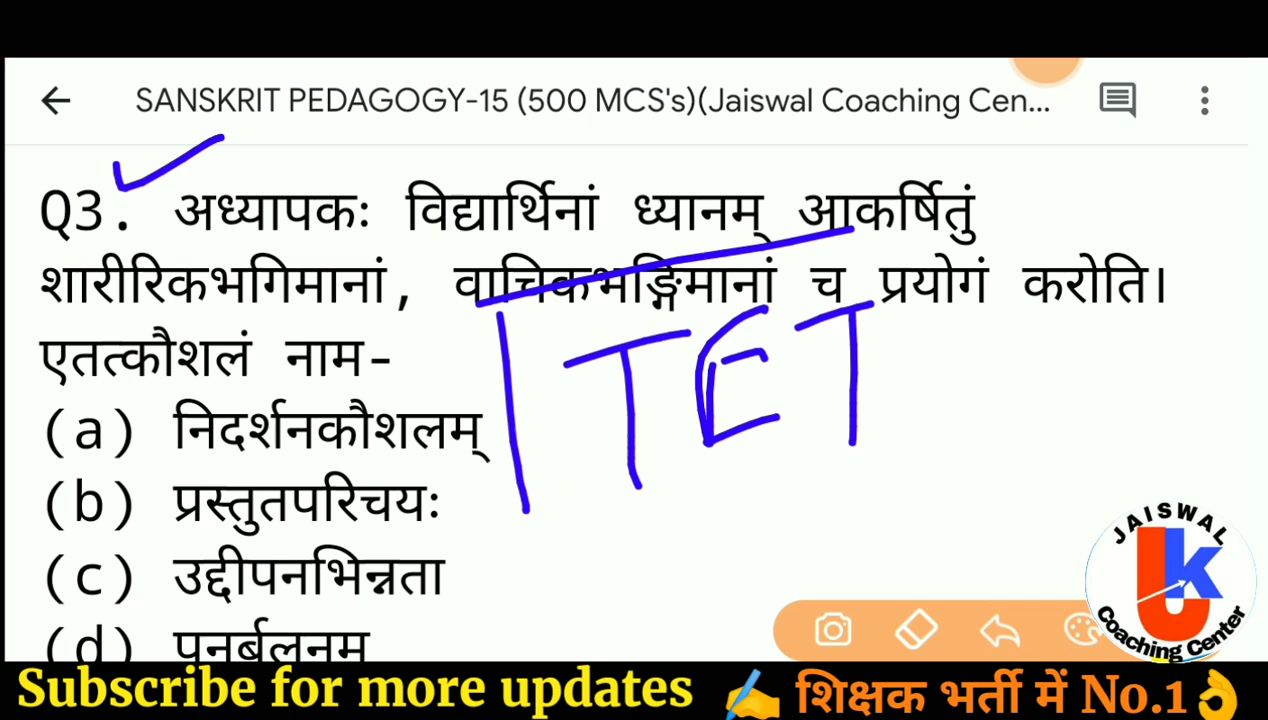 SANSKRIT PEDAGOGY-15 (500 MCS's)(Jaiswal Coaching Cen...
Q3. अध्यापकः विद्यार्थिनां ध्यानम् आकर्षितुं
शारीरिकभगिमानां, वाचिकभङ्गिमानां च प्रयोगं करोति।
एतत्कौशलं नाम-
TET
(a) निदर्शनकौशलम्
(b) प्रस्तुतपरिचयः
(c) उद्दीपनभिन्नता
(d) पुनर्बलनम्
JAISWAL
UK
Coaching Center
Subscribe for more updates ✍️ शिक्षक भर्ती में No.1👌